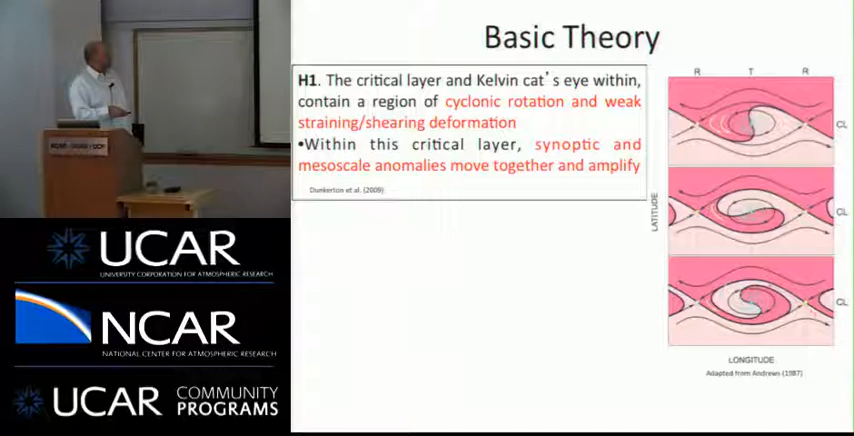 Basic Theory
H1. The critical layer and Kelvin cat's eye within,
contain a region of cyclonic rotation and weak
straining/shearing deformation
•Within this critical layer, synoptic and
mesoscale anomalies move together and amplify
Dunkerton et al. (2009)
R T R
CL
CL
CL
LATITUDE
LONGITUDE
Adapted from Andrews (1987)
UCAR
UNIVERSITY CORPORATION FOR ATMOSPHERIC RESEARCH
NCAR
NATIONAL CENTER FOR ATMOSPHERIC RESEARCH
UCAR COMMUNITY
PROGRAMS